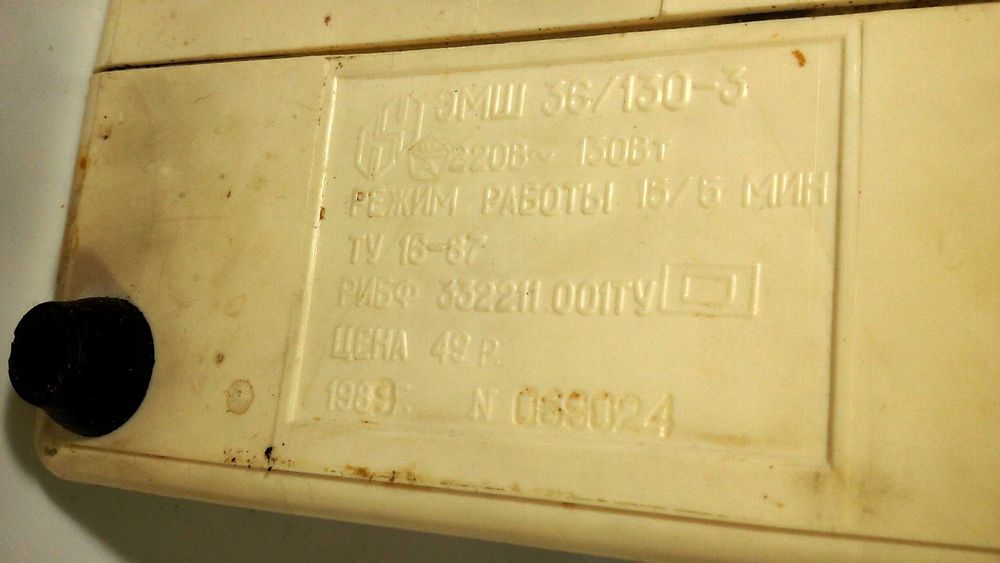 ЭМШ 36/130-3
220В~ 130Вт
РЕЖИМ РАБОТЫ 15/5 МИН
ТУ 16-87
РИБФ 332211.001ТУ
ЦЕНА 49 р.
1989г. N 069024